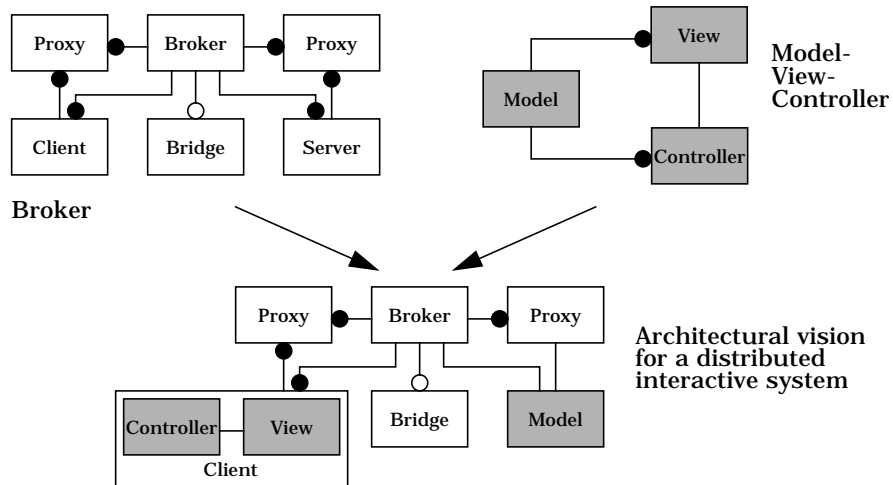 Proxy
Broker
Proxy
Client
Bridge
Server
Broker
View
Model
Controller
Model-
View-
Controller
Proxy
Broker
Proxy
Controller
View
Client
Bridge
Model
Architectural vision
for a distributed
interactive system